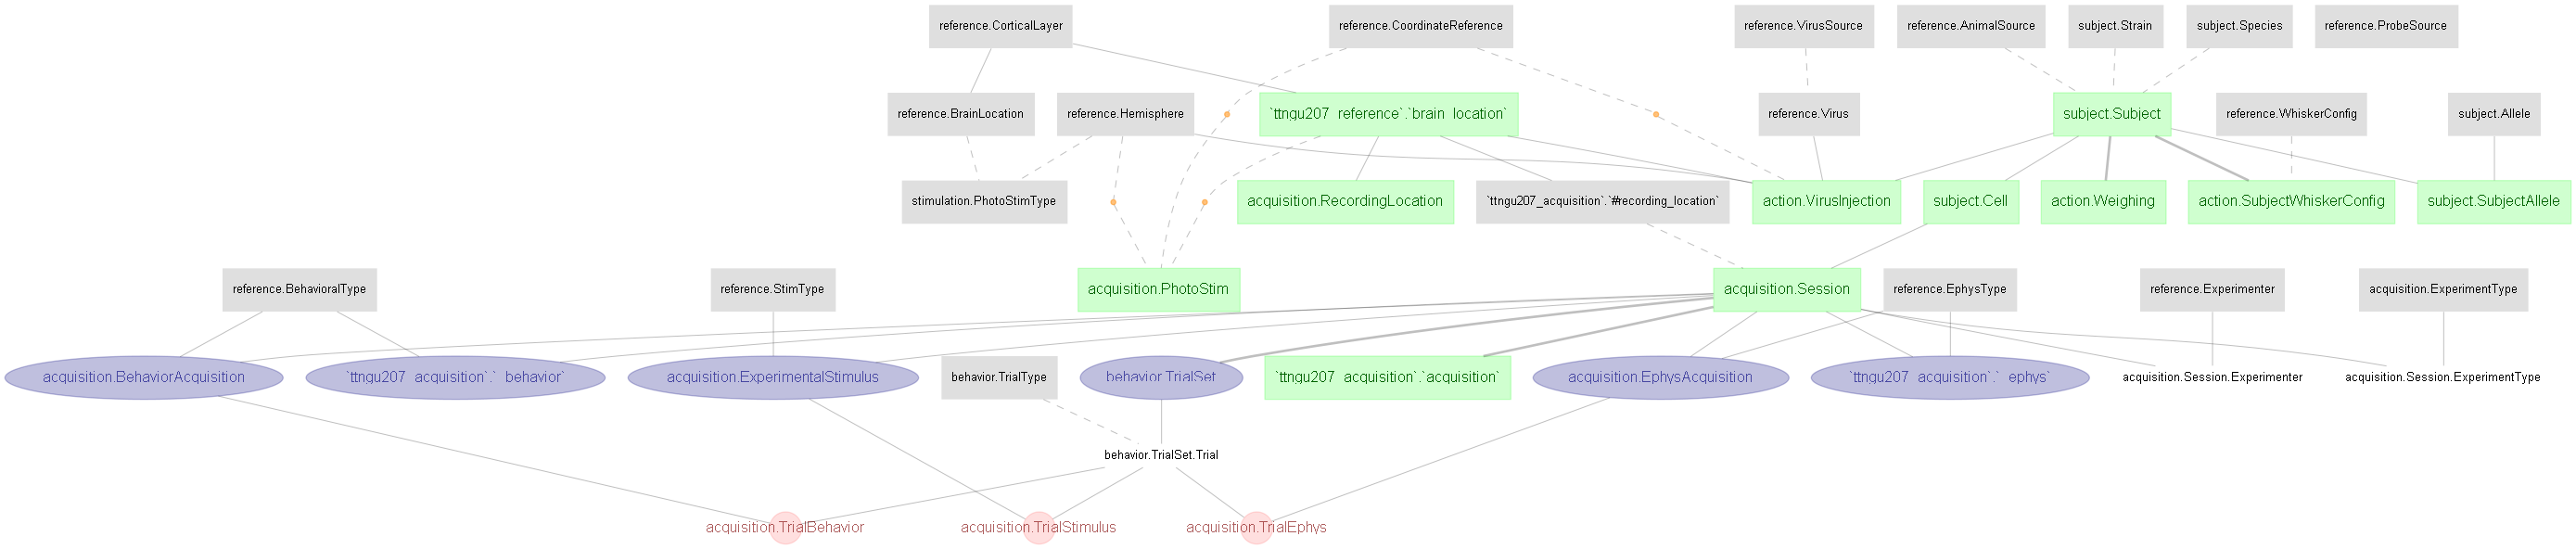 reference.CorticalLayer
reference.CoordinateReference
reference.VirusSource
reference.AnimalSource
subject.Strain
subject.Species
reference.ProbeSource
reference.BrainLocation
reference.Hemisphere
`ttngu207_reference`.`brain_location`
reference.Virus
subject.Subject
reference.WhiskerConfig
subject.Allele
stimulation.PhotoStimType
acquisition.RecordingLocation
`ttngu207_acquisition`.`#recording_location`
action.VirusInjection
subject.Cell
action.Weighing
action.SubjectWhiskerConfig
subject.SubjectAllele
reference.BehavioralType
reference.StimType
acquisition.PhotoStim
acquisition.Session
reference.EphysType
reference.Experimenter
acquisition.ExperimentType
acquisition.BehaviorAcquisition
`ttngu207_acquisition`.`_behavior`
acquisition.ExperimentalStimulus
behavior.TrialType
behavior.TrialSet
`ttngu207_acquisition`.`acquisition`
acquisition.EphysAcquisition
`ttngu207_acquisition`.`_ephys`
acquisition.Session.Experimenter
acquisition.Session.ExperimentType
behavior.TrialSet.Trial
acquisition.TrialBehavior
acquisition.TrialStimulus
acquisition.TrialEphys